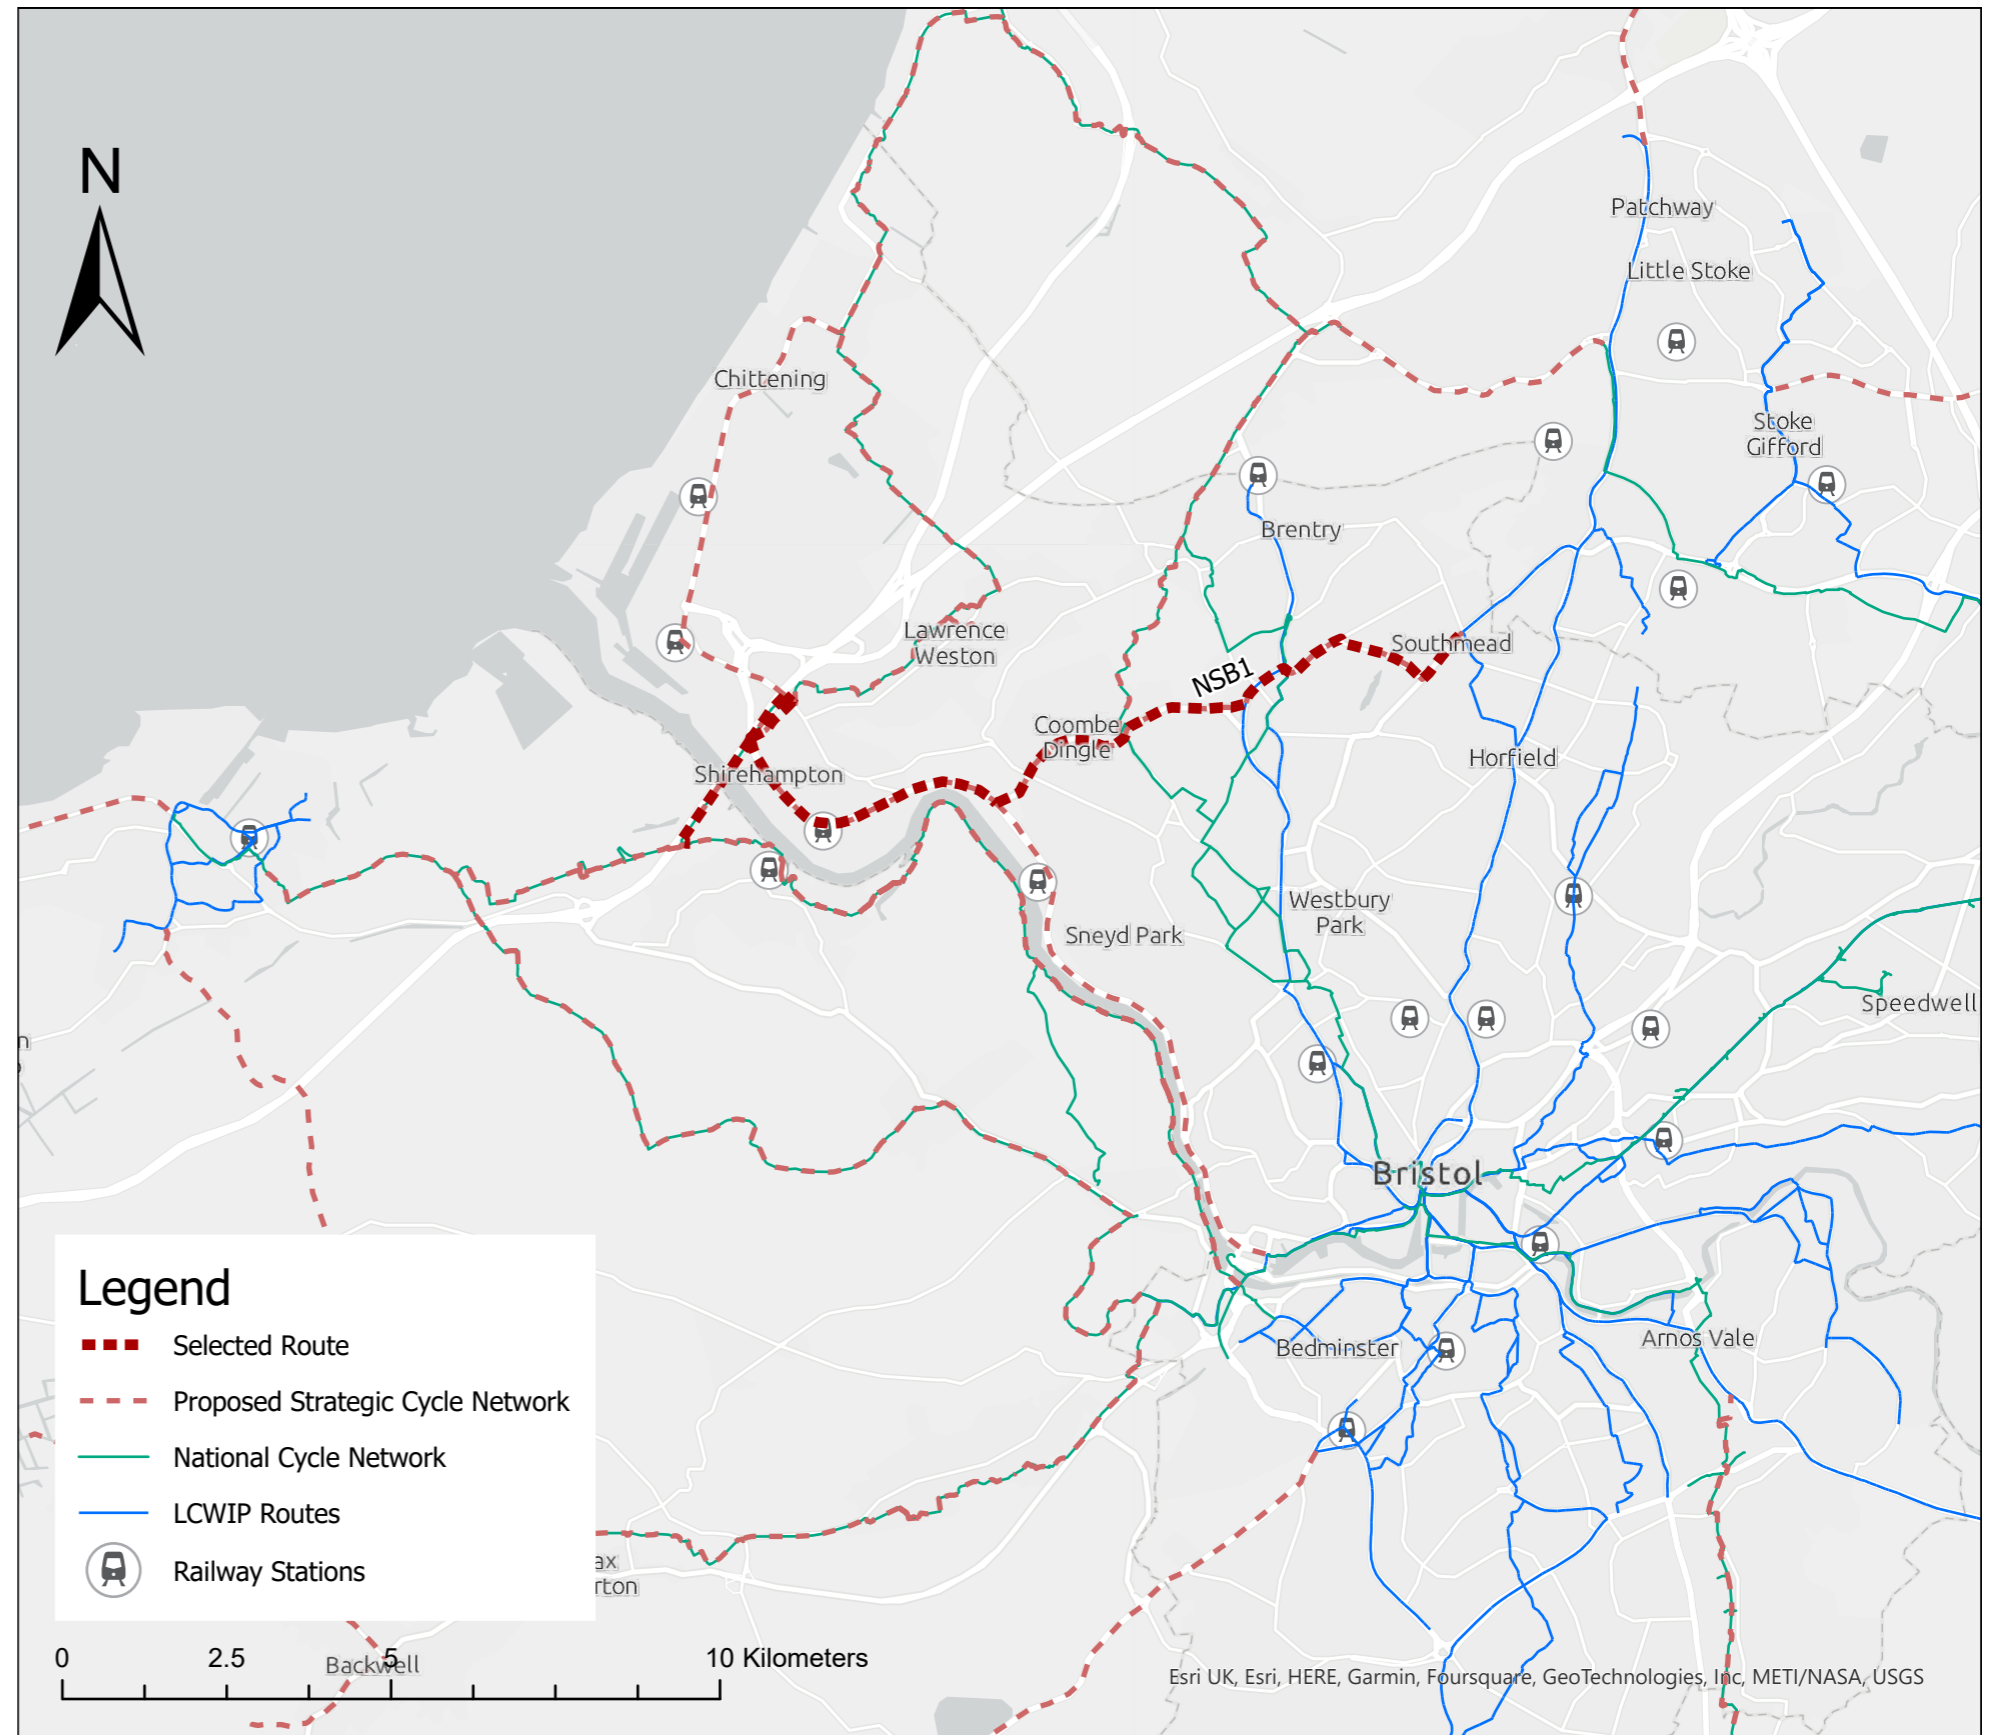 N
Patchway
Little Stoke
Chittening
Stoke
Gifford
Brentry
Lawrence
Weston
Southmead
NSB1
Coombe
Dingle
Shirehampton
Horfield
Westbury
Park
Sneyd Park
Speedwell
Bristol
Bedminster
Arnos Vale
Legend
Selected Route
Proposed Strategic Cycle Network
National Cycle Network
LCWIP Routes
Railway Stations
ax
rton
0 2.5 5 10 Kilometers
Backwell
Esri UK, Esri, HERE, Garmin, Foursquare, GeoTechnologies, Inc, METI/NASA, USGS